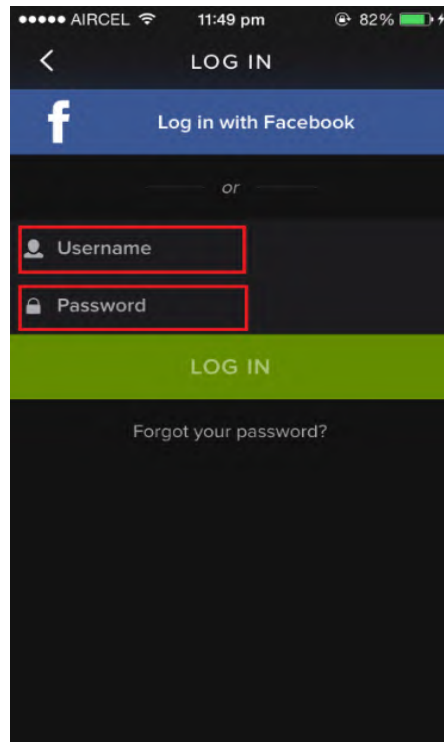 AIRCEL 11:49 pm 82%
LOG IN
f Log in with Facebook
or
Username
Password
LOG IN
Forgot your password?